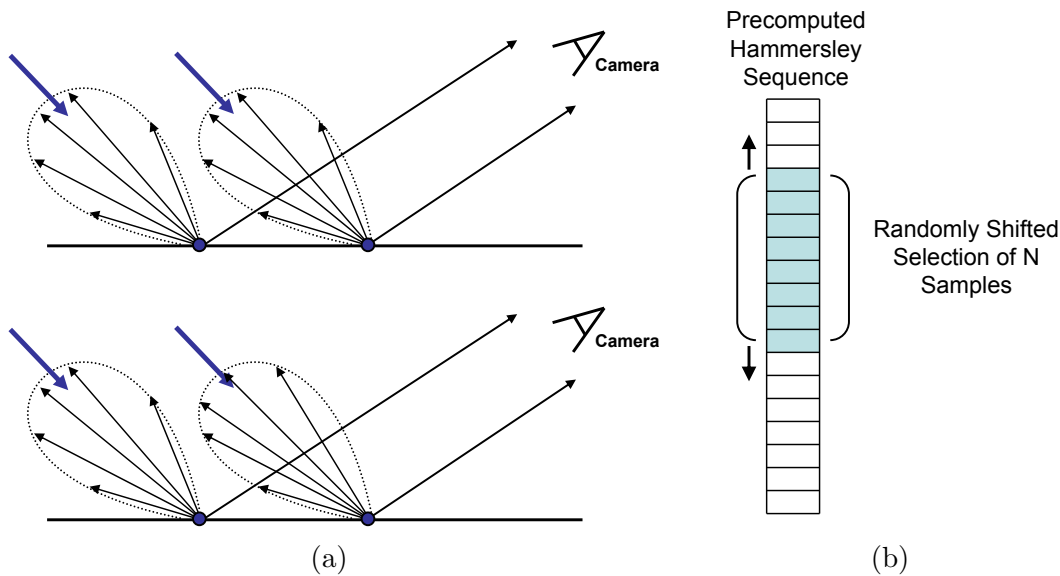 Camera
Camera
(a)
Precomputed
Hammersley
Sequence
Randomly Shifted
Selection of N
Samples
(b)